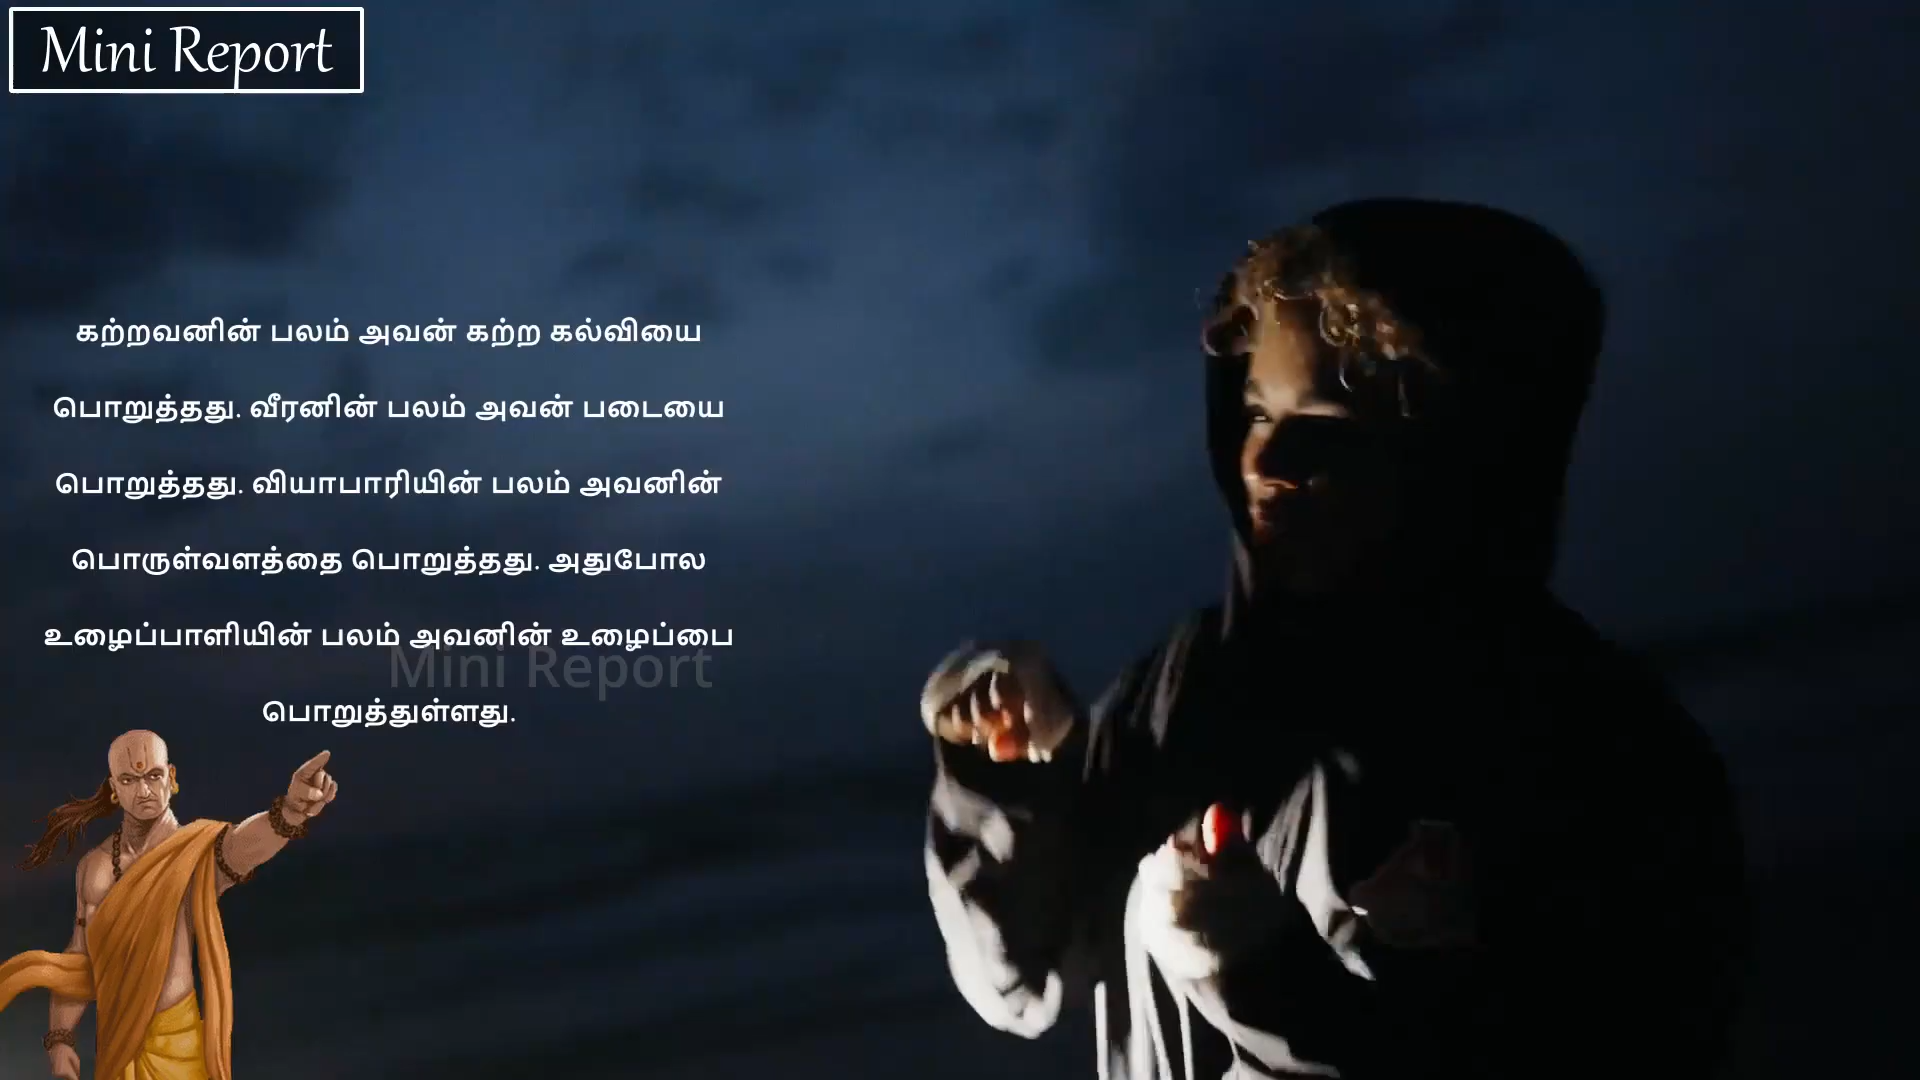 Mini Report
கற்றவனின் பலம் அவன் கற்ற கல்வியை
பொறுத்தது. வீரனின் பலம் அவன் படையை
பொறுத்தது. வியாபாரியின் பலம் அவனின்
பொருள்வளத்தை பொறுத்தது. அதுபோல
உழைப்பாளியின் பலம் அவனின் உழைப்பை
Mini Report
பொறுத்துள்ளது.